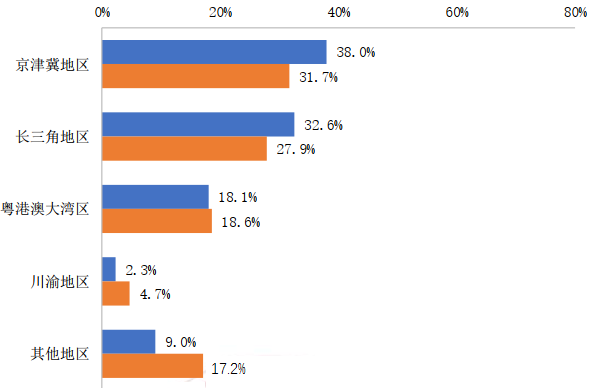 0% 20% 40% 60% 80%
京津冀地区 38.0%
31.7%
长三角地区 32.6%
27.9%
粤港澳大湾区 18.1%
18.6%
川渝地区 2.3%
4.7%
其他地区 9.0%
17.2%